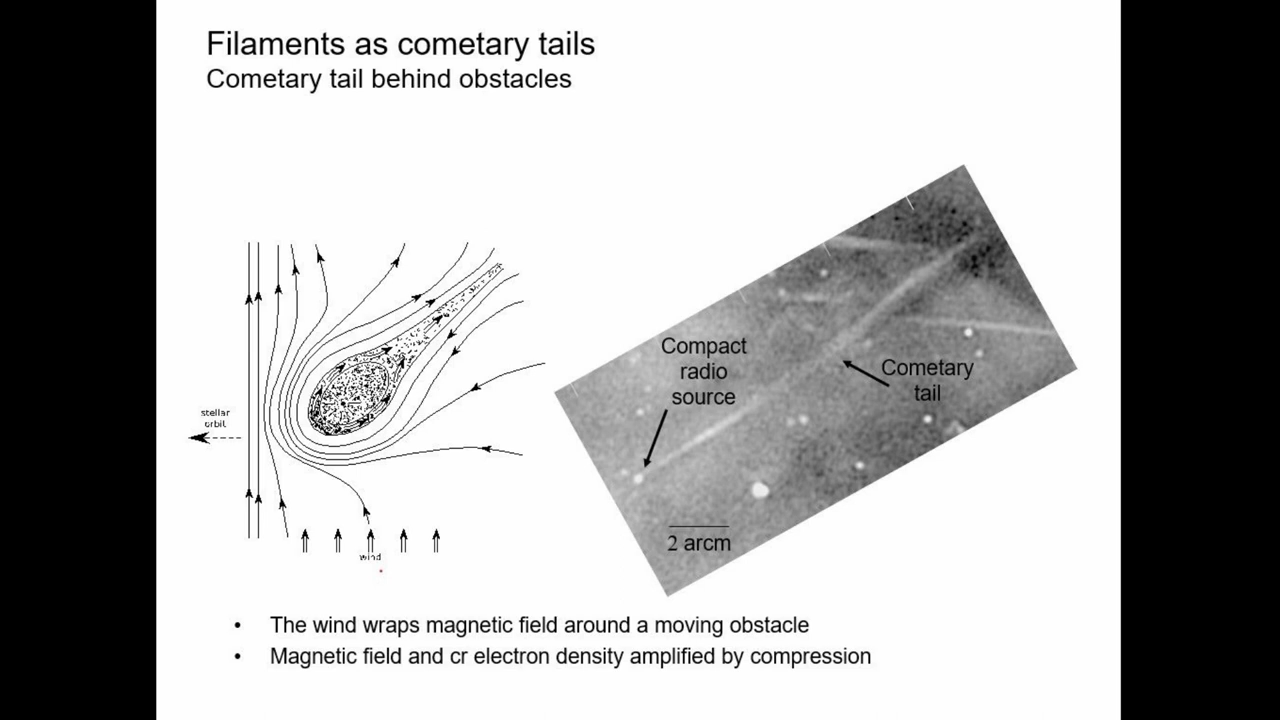 Filaments as cometary tails
Cometary tail behind obstacles
stellar
orbit
wind
Compact
radio
source
Cometary
tail
2 arcm
• The wind wraps magnetic field around a moving obstacle
• Magnetic field and cr electron density amplified by compression